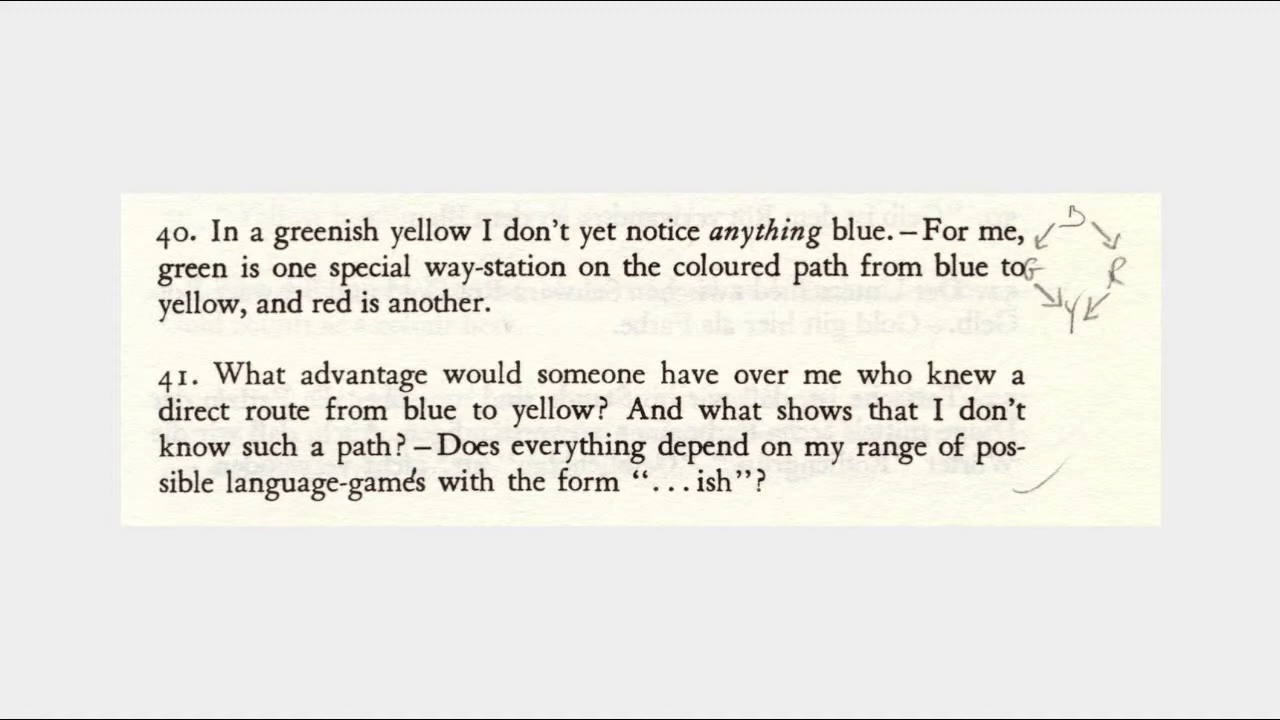 40. In a greenish yellow I don't yet notice anything blue. – For me,
green is one special way-station on the coloured path from blue to
yellow, and red is another.
B
G R
Y
41. What advantage would someone have over me who knew a
direct route from blue to yellow? And what shows that I don't
know such a path? – Does everything depend on my range of pos-
sible language-games with the form “...ish”?